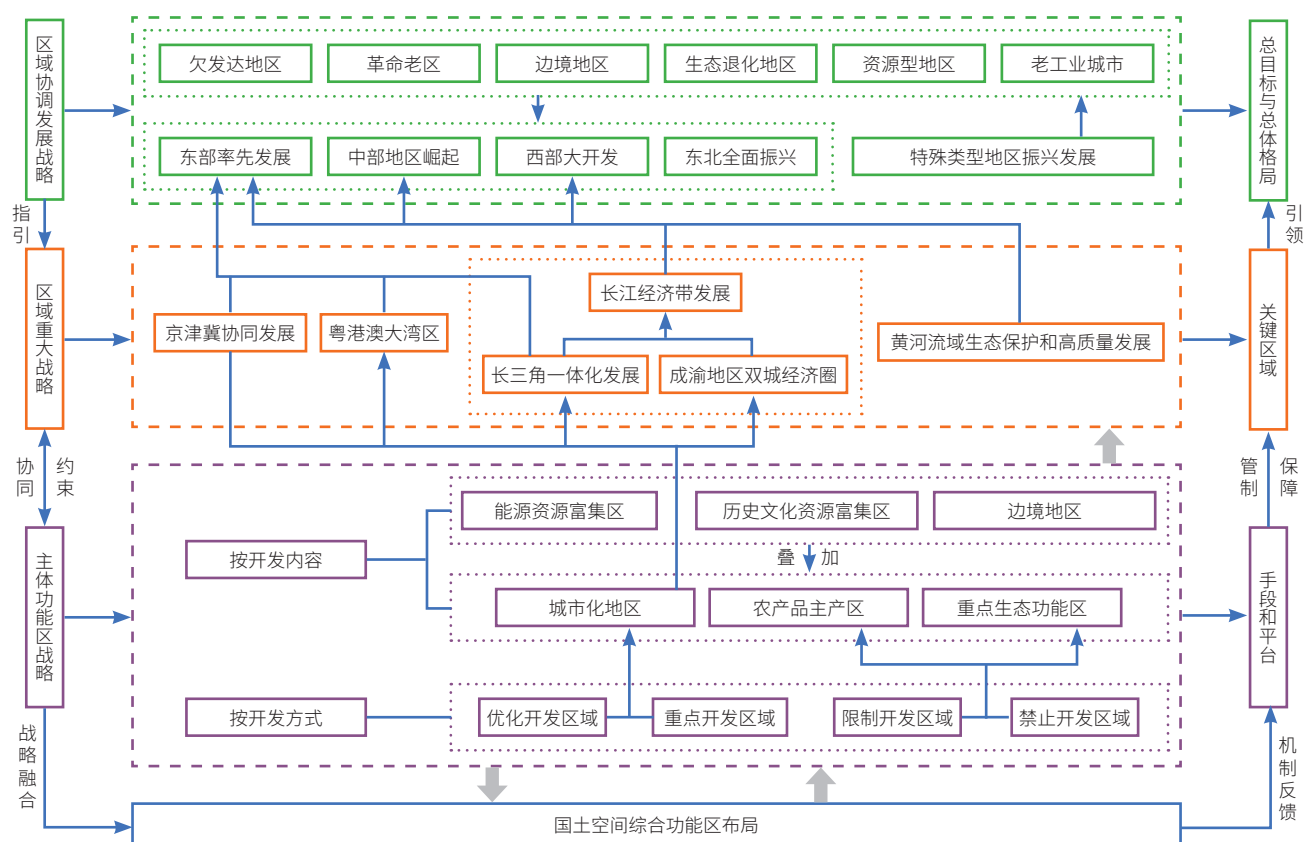 区域协调发展战略
欠发达地区
革命老区
边境地区
生态退化地区
资源型地区
老工业城市
总目标与总体格局
东部率先发展
中部地区崛起
西部大开发
东北全面振兴
特殊类型地区振兴发展
指引
引领
区域重大战略
长江经济带发展
京津冀协同发展
粤港澳大湾区
黄河流域生态保护和高质量发展
关键区域
长三角一体化发展
成渝地区双城经济圈
协同
约束
管制
保障
能源资源富集区
历史文化资源富集区
边境地区
主体功能区战略
按开发内容
叠加
手段和平台
城市化地区
农产品主产区
重点生态功能区
按开发方式
优化开发区域
重点开发区域
限制开发区域
禁止开发区域
战略融合
机制反馈
国土空间综合功能区布局